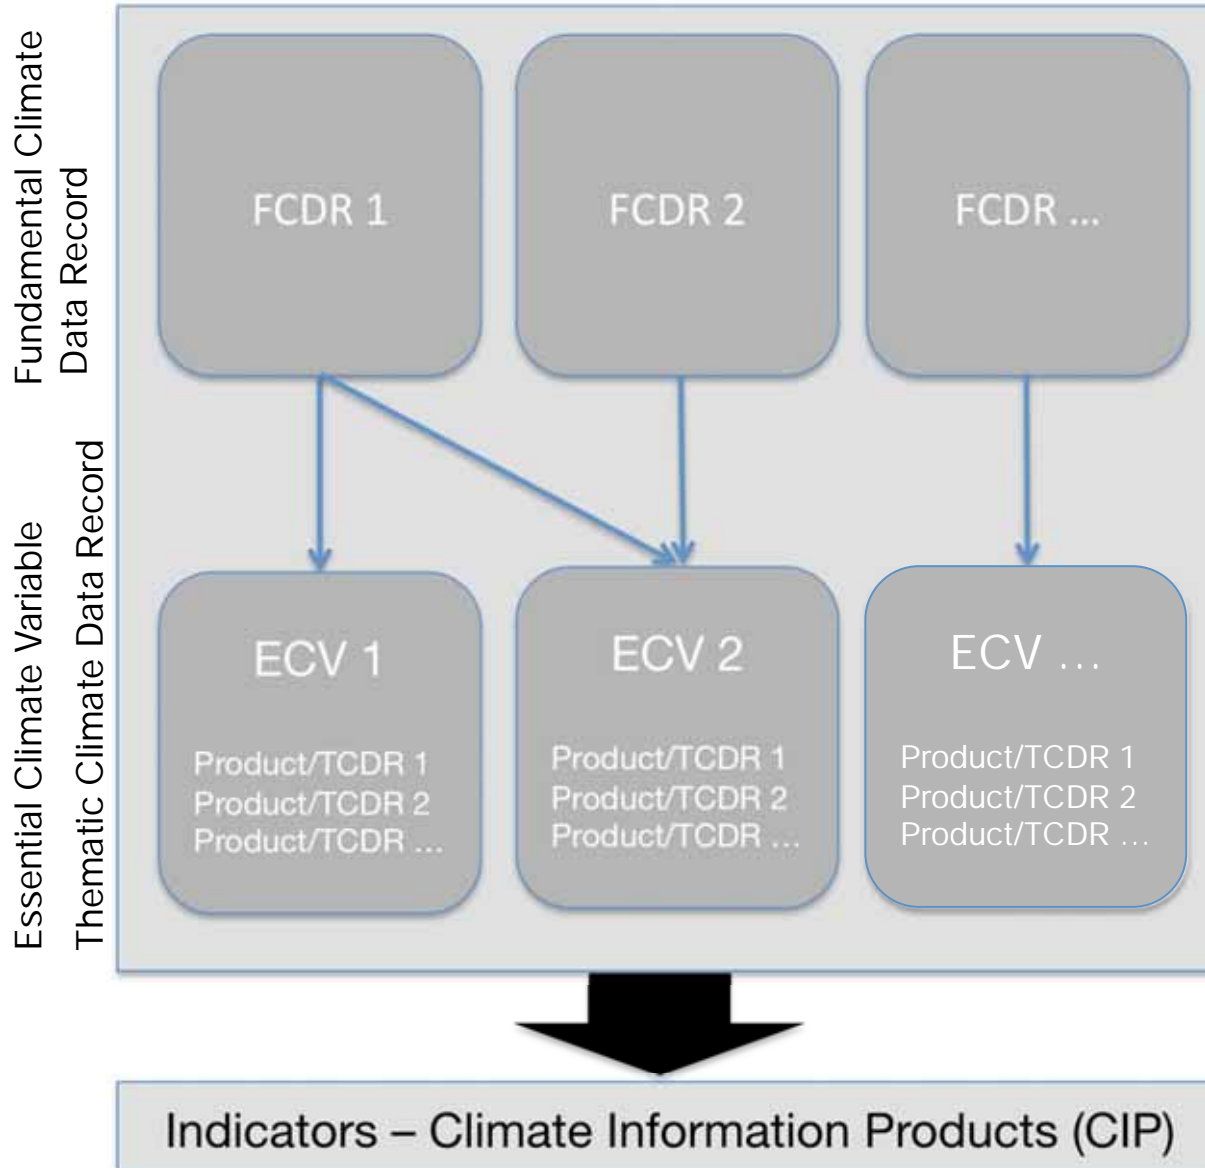 Fundamental Climate
Data Record
FCDR 1
FCDR 2
FCDR ...
Essential Climate Variable
Thematic Climate Data Record
ECV 1
Product/TCDR 1
Product/TCDR 2
Product/TCDR ...
ECV 2
Product/TCDR 1
Product/TCDR 2
Product/TCDR ...
ECV ...
Product/TCDR 1
Product/TCDR 2
Product/TCDR ...
Indicators – Climate Information Products (CIP)